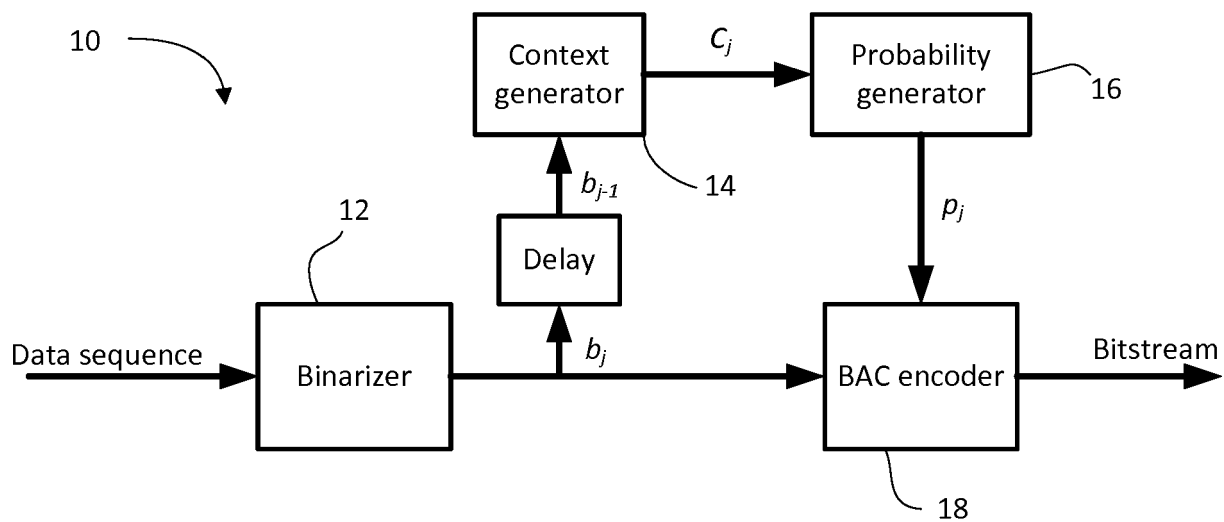 10
Context
generator
C_j
Probability
generator
16
14
b_{j-1}
p_j
12
Delay
Data sequence
Binarizer
b_j
BAC encoder
Bitstream
18